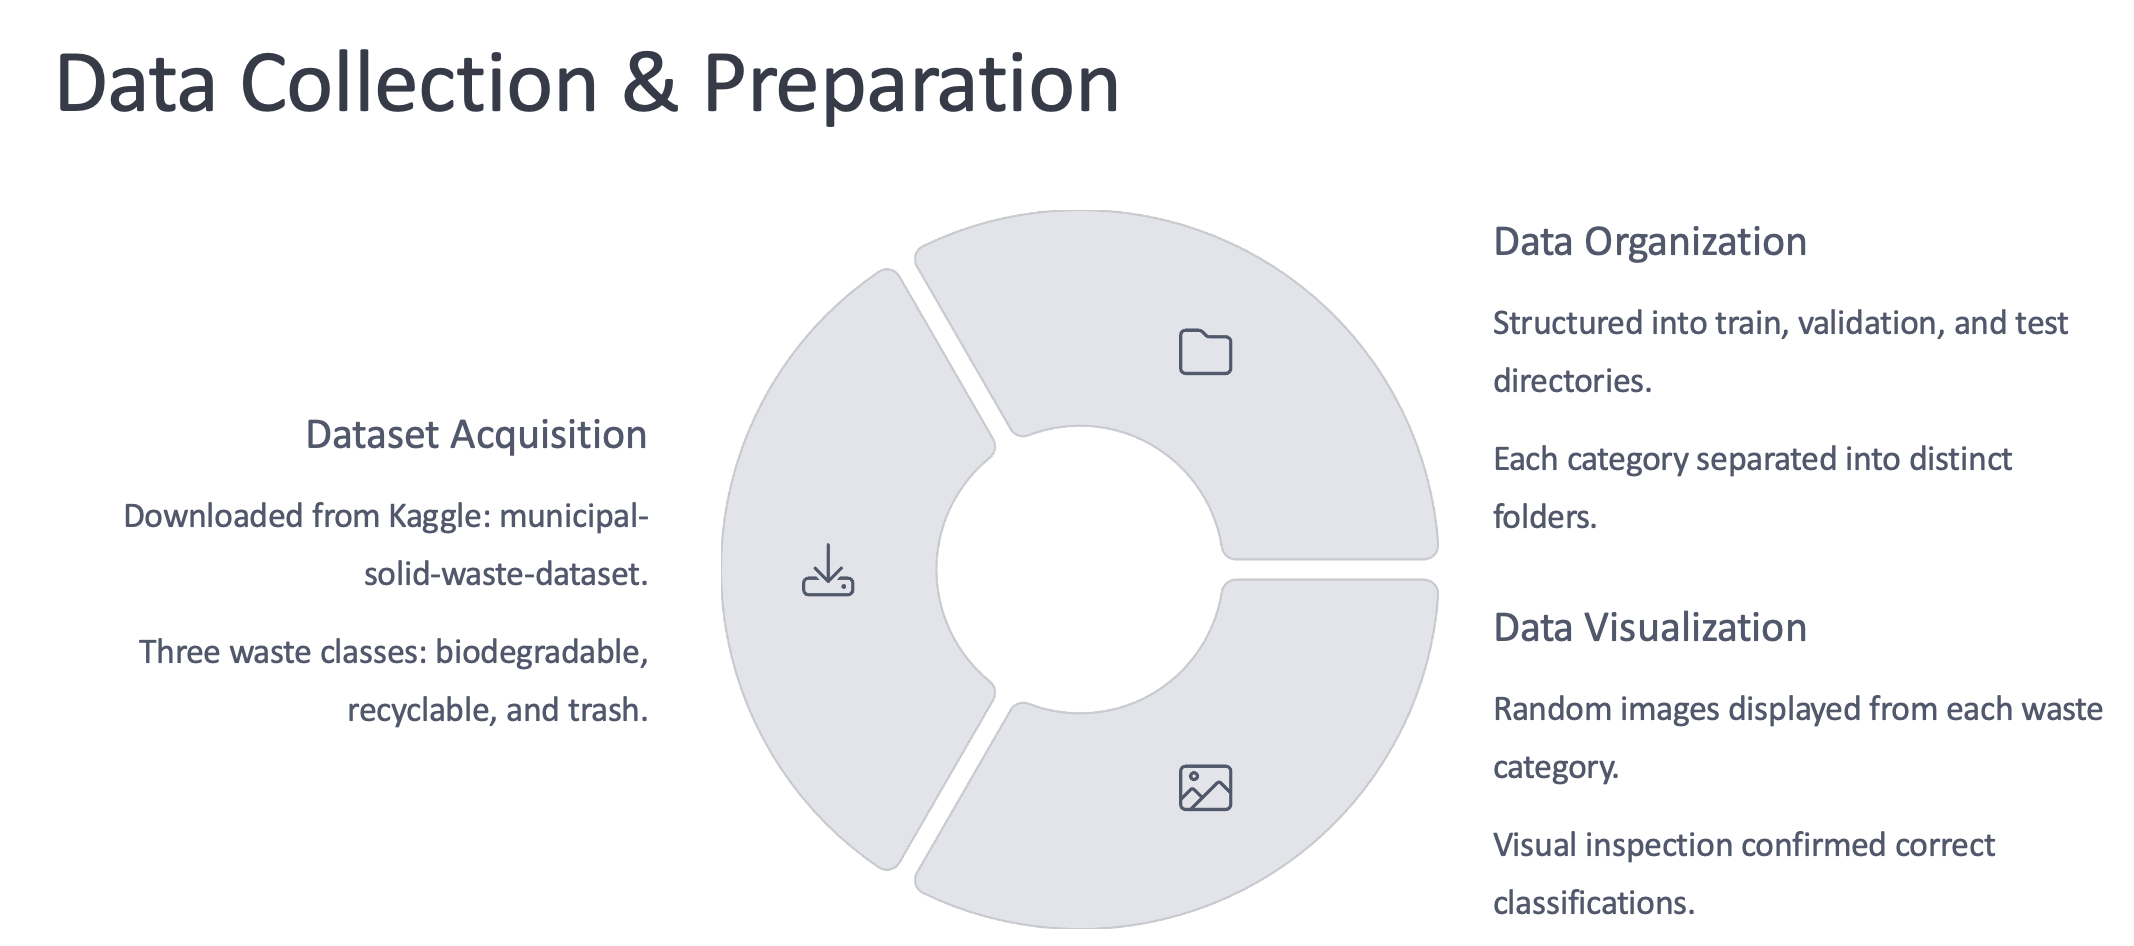 Data Collection & Preparation
Dataset Acquisition
Downloaded from Kaggle: municipal-
solid-waste-dataset.
Three waste classes: biodegradable,
recyclable, and trash.
Data Organization
Structured into train, validation, and test
directories.
Each category separated into distinct
folders.
Data Visualization
Random images displayed from each waste
category.
Visual inspection confirmed correct
classifications.